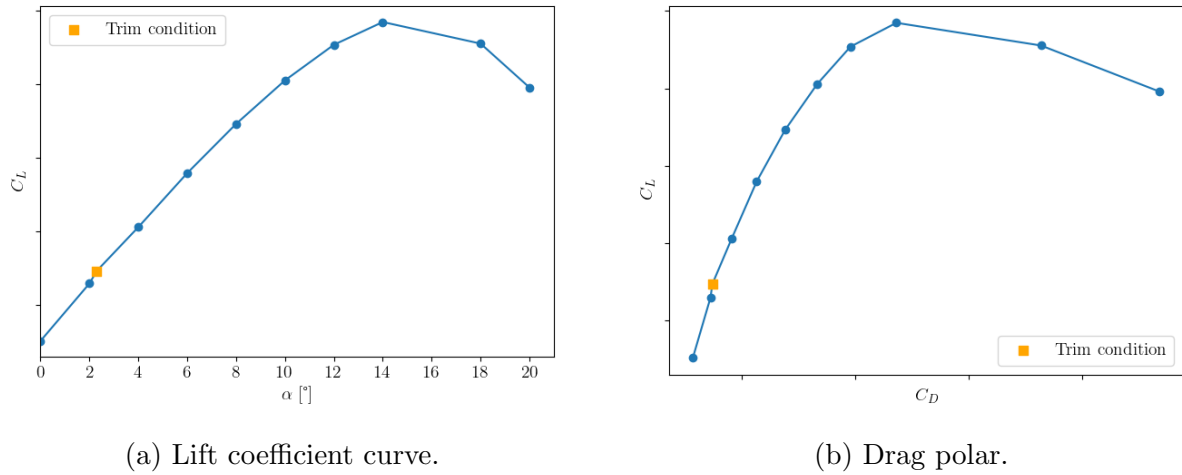 Trim condition
C_L
0 2 4 6 8 10 12 14 16 18 20
α [°]
(a) Lift coefficient curve.
C_L
Trim condition
C_D
(b) Drag polar.